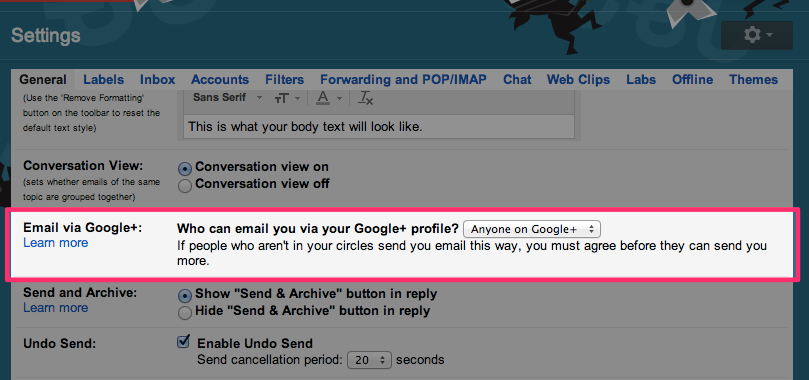 Settings
General Labels Inbox Accounts Filters Forwarding and POP/IMAP Chat Web Clips Labs Offline Themes
(Use the 'Remove Formatting'
button on the toolbar to reset the
default text style)
Sans Serif
This is what your body text will look like.
Conversation View:
(sets whether emails of the same
topic are grouped together)
Conversation view on
Conversation view off
Email via Google+:
Learn more
Who can email you via your Google+ profile? Anyone on Google+
If people who aren't in your circles send you email this way, you must agree before they can send you
more.
Send and Archive:
Learn more
Show "Send & Archive" button in reply
Hide "Send & Archive" button in reply
Undo Send:
Enable Undo Send
Send cancellation period: 20 seconds